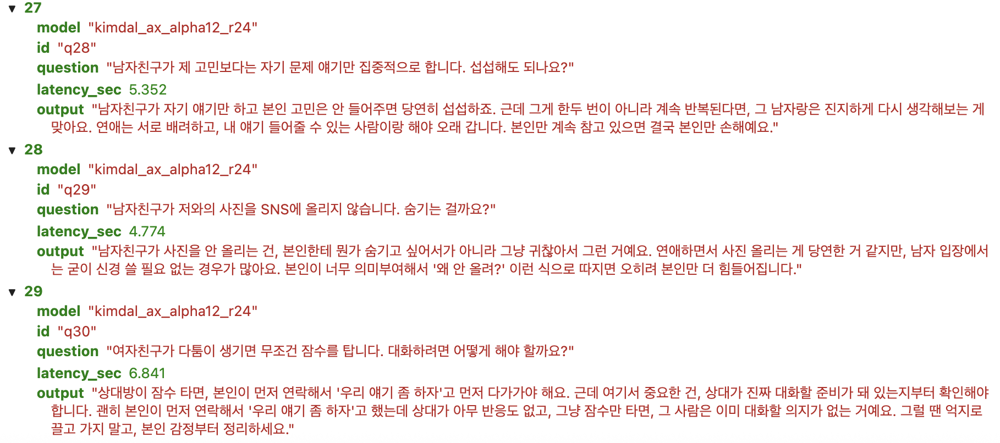 ▼ 27
model "kimdal_ax_alpha12_r24"
id "q28"
question "남자친구가 제 고민보다는 자기 문제 얘기만 집중적으로 합니다. 섭섭해도 되나요?"
latency_sec 5.352
output "남자친구가 자기 얘기만 하고 본인 고민은 안 들어주면 당연히 섭섭하죠. 근데 그게 한두 번이 아니라 계속 반복된다면, 그 남자랑은 진지하게 다시 생각해보는 게
맞아요. 연애는 서로 배려하고, 내 얘기 들어줄 수 있는 사람이랑 해야 오래 갑니다. 본인만 계속 참고 있으면 결국 본인만 손해예요."
▼ 28
model "kimdal_ax_alpha12_r24"
id "q29"
question "남자친구가 저와의 사진을 SNS에 올리지 않습니다. 숨기는 걸까요?"
latency_sec 4.774
output "남자친구가 사진을 안 올리는 건, 본인한테 뭔가 숨기고 싶어서가 아니라 그냥 귀찮아서 그런 거예요. 연애하면서 사진 올리는 게 당연한 거 같지만, 남자 입장에서
는 굳이 신경 쓸 필요 없는 경우가 많아요. 본인이 너무 의미부여해서 '왜 안 올려?' 이런 식으로 따지면 오히려 본인만 더 힘들어집니다."
▼ 29
model "kimdal_ax_alpha12_r24"
id "q30"
question "여자친구가 다툼이 생기면 무조건 잠수를 탑니다. 대화하려면 어떻게 해야 할까요?"
latency_sec 6.841
output "상대방이 잠수 타면, 본인이 먼저 연락해서 '우리 얘기 좀 하자'고 먼저 다가가야 해요. 근데 여기서 중요한 건, 상대가 진짜 대화할 준비가 돼 있는지부터 확인해야
합니다. 괜히 본인이 먼저 연락해서 '우리 얘기 좀 하자'고 했는데 상대가 아무 반응도 없고, 그냥 잠수만 타면, 그 사람은 이미 대화할 의지가 없는 거예요. 그럴 땐 억지로
끌고 가지 말고, 본인 감정부터 정리하세요."